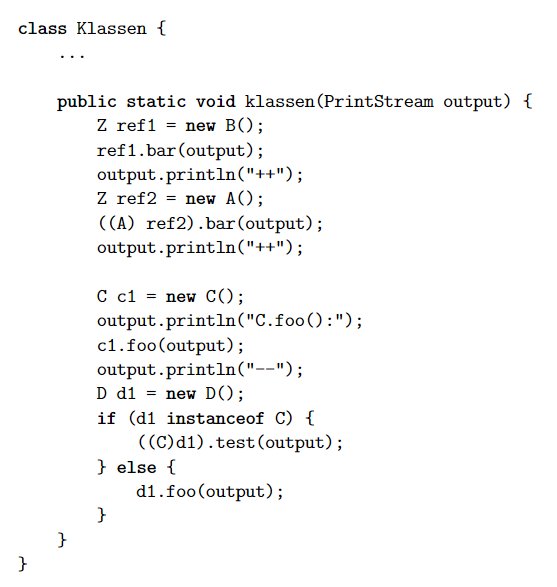 class Klassen {
    ...

    public static void klassen(PrintStream output) {
        Z ref1 = new B();
        ref1.bar(output);
        output.println("++");
        Z ref2 = new A();
        ((A) ref2).bar(output);
        output.println("++");

        C c1 = new C();
        output.println("C.foo():");
        c1.foo(output);
        output.println("--");
        D d1 = new D();
        if (d1 instanceof C) {
            ((C)d1).test(output);
        } else {
            d1.foo(output);
        }
    }
}